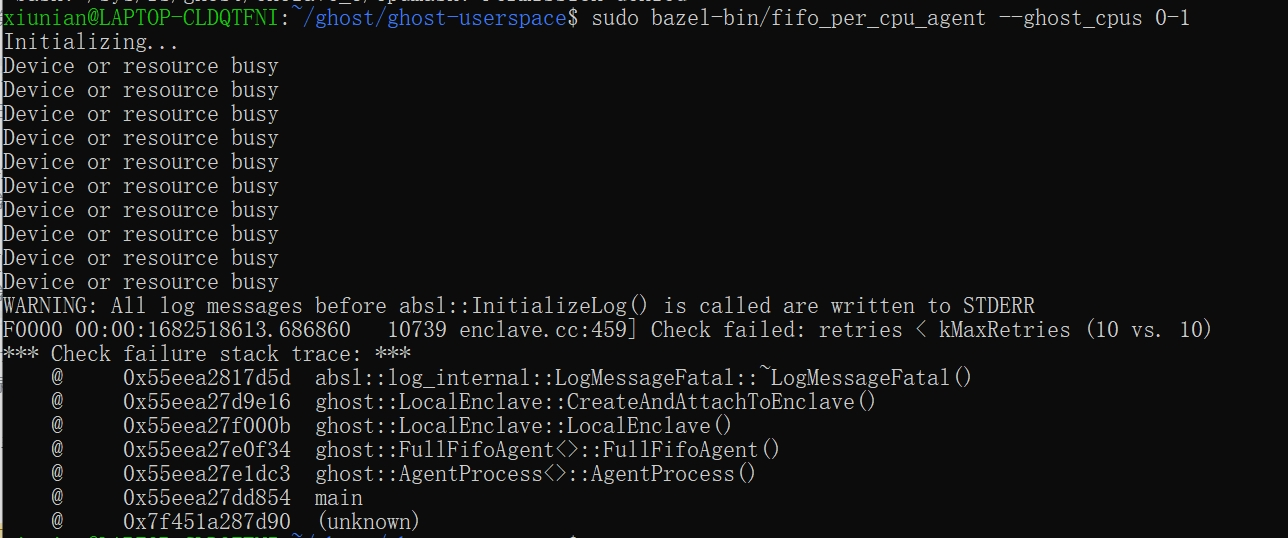 xiunian@LAPTOP-CLDQTFNI:~/ghost/ghost-userspace$ sudo bazel-bin/fifo_per_cpu_agent --ghost_cpus 0-1
Initializing...
Device or resource busy
Device or resource busy
Device or resource busy
Device or resource busy
Device or resource busy
Device or resource busy
Device or resource busy
Device or resource busy
Device or resource busy
Device or resource busy
WARNING: All log messages before absl::InitializeLog() is called are written to STDERR
F0000 00:00:1682518613.686860   10739 enclave.cc:459] Check failed: retries < kMaxRetries (10 vs. 10)
*** Check failure stack trace: ***
    @     0x55eea2817d5d  absl::log_internal::LogMessageFatal::~LogMessageFatal()
    @     0x55eea27d9e16  ghost::LocalEnclave::CreateAndAttachToEnclave()
    @     0x55eea27f000b  ghost::LocalEnclave::LocalEnclave()
    @     0x55eea27e0f34  ghost::FullFifoAgent<>::FullFifoAgent()
    @     0x55eea27e1dc3  ghost::AgentProcess<>::AgentProcess()
    @     0x55eea27dd854  main
    @     0x7f451a287d90  (unknown)